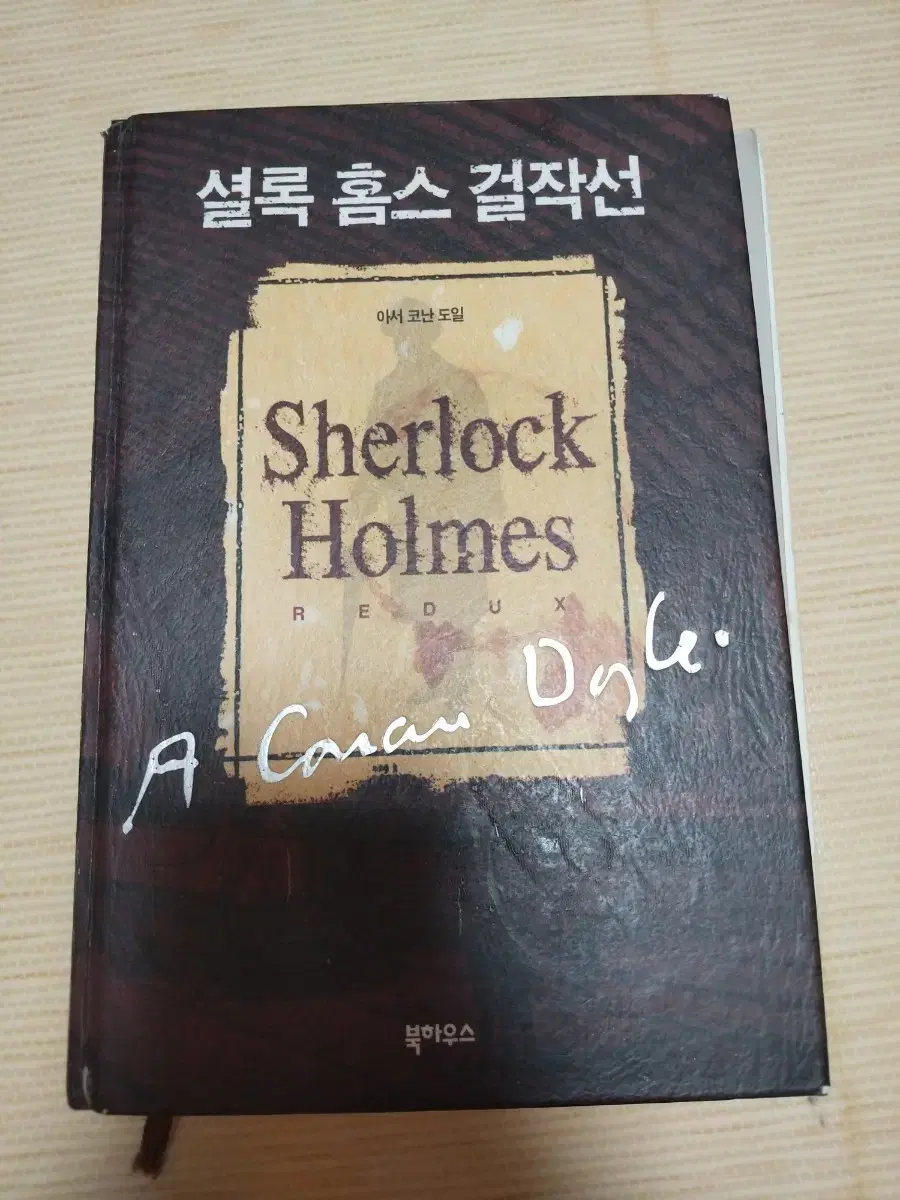 셜록 홈스 걸작선
아서 코난 도일
Sherlock
Holmes
REDUX
A Conan Doyle.
북하우스